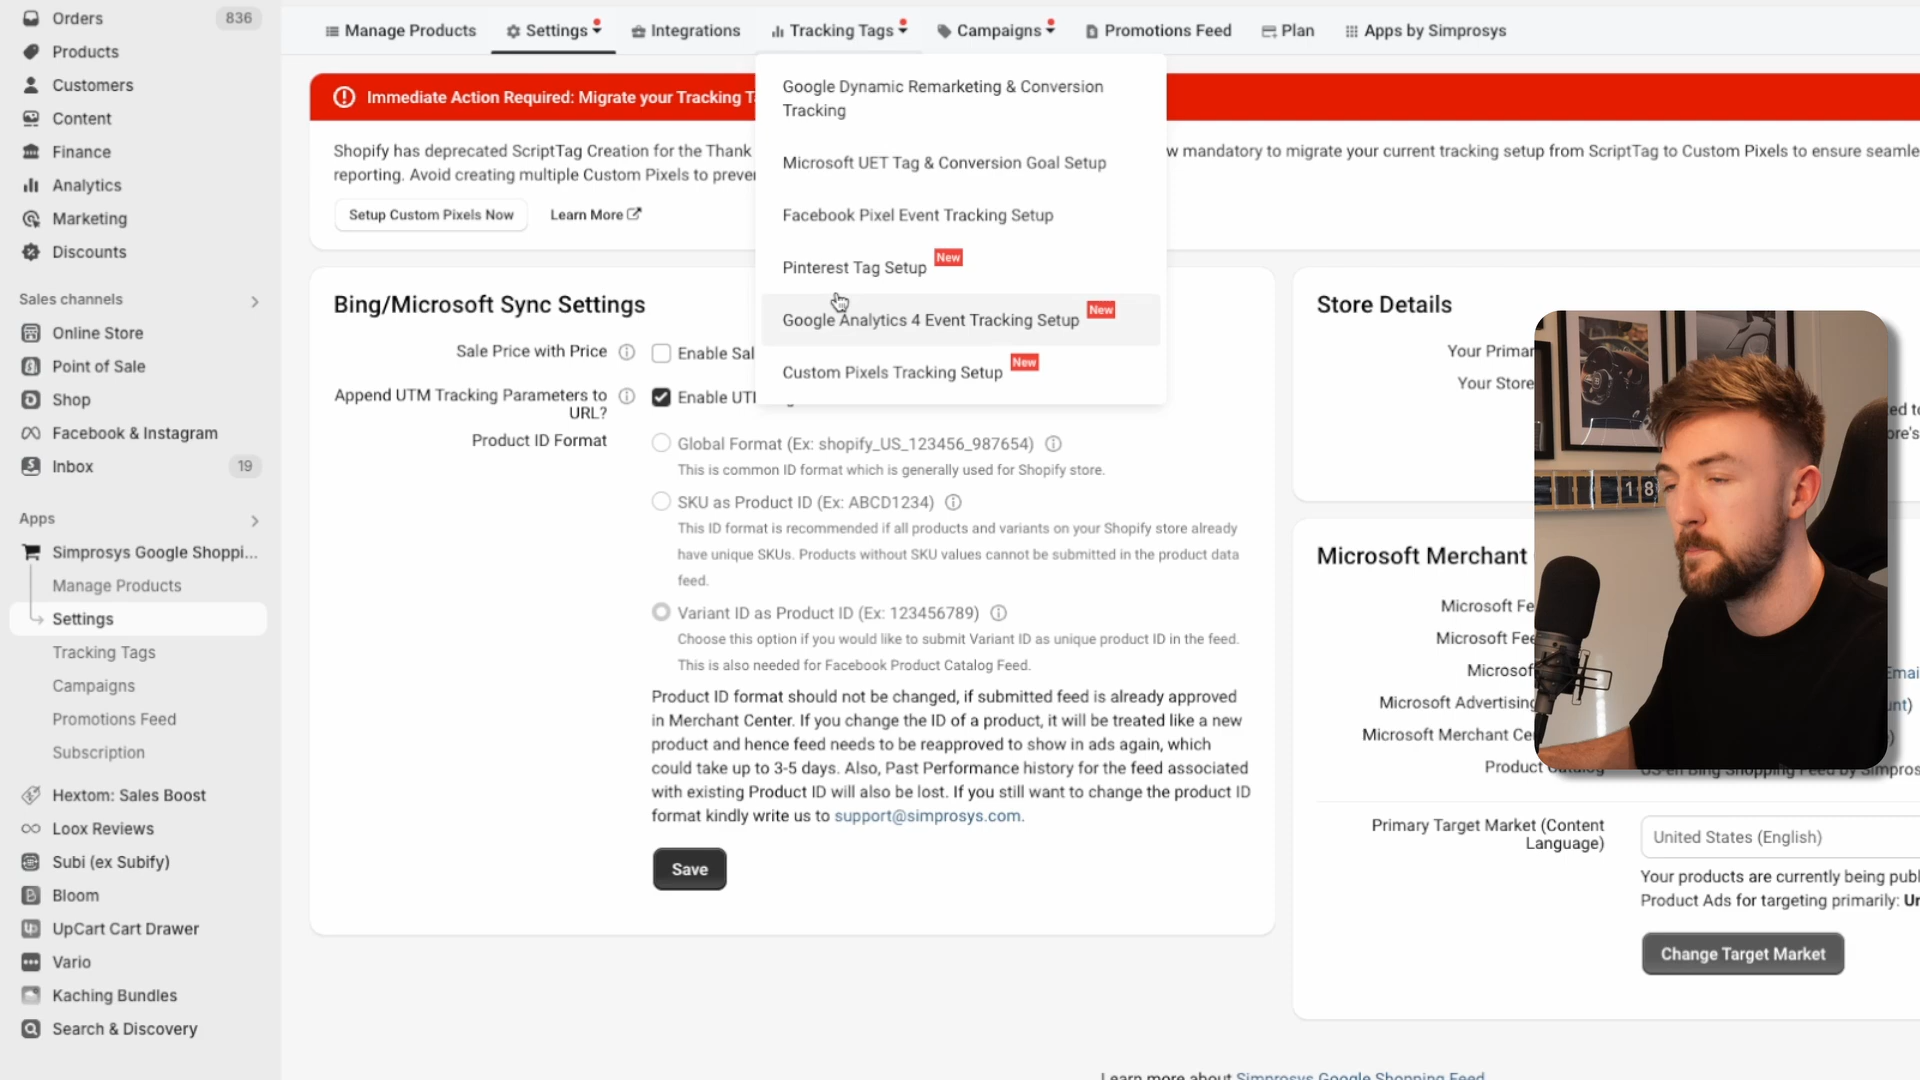 Orders 836
Products
Customers
Content
Finance
Analytics
Marketing
Discounts
Sales channels
Online Store
Point of Sale
Shop
Facebook & Instagram
Inbox 19
Apps
Simprosys Google Shoppi...
Manage Products
Settings
Tracking Tags
Campaigns
Promotions Feed
Subscription
Hextom: Sales Boost
Loox Reviews
Subi (ex Subify)
Bloom
UpCart Cart Drawer
Vario
Kaching Bundles
Search & Discovery
Manage Products Settings Integrations Tracking Tags Campaigns Promotions Feed Plan Apps by Simprosys
Immediate Action Required: Migrate your Tracking
Shopify has deprecated ScriptTag Creation for the Thank
mandatory to migrate your current tracking setup from ScriptTag to Custom Pixels to ensure
reporting. Avoid creating multiple Custom Pixels to
Setup Custom Pixels Now Learn More
Google Dynamic Remarketing & Conversion
Tracking
Microsoft UET Tag & Conversion Goal Setup
Facebook Pixel Event Tracking Setup
Pinterest Tag Setup New
Google Analytics 4 Event Tracking Setup New
Custom Pixels Tracking Setup New
Bing/Microsoft Sync Settings
Sale Price with Price Enable
Append UTM Tracking Parameters to
URL?
Enable
Product ID Format
Global Format (Ex: shopify_US_123456_987654)
This is common ID format which is generally used for Shopify store.
SKU as Product ID (Ex: ABCD1234)
This ID format is recommended if all products and variants on your Shopify store already
have unique SKUs. Products without SKU values cannot be submitted in the product data
feed.
Variant ID as Product ID (Ex: 123456789)
Choose this option if you would like to submit Variant ID as unique product ID in the feed.
This is also needed for Facebook Product Catalog Feed.
Product ID format should not be changed, if submitted feed is already approved
in Merchant Center. If you change the ID of a product, it will be treated like a new
product and hence feed needs to be reapproved to show in ads again, which
could take up to 3-5 days. Also, Past Performance history for the feed associated
with existing Product ID will also be lost. If you still want to change the product ID
format kindly write us to support@simprosys.com.
Save
Store Details
Your
Your Store
18
Microsoft Merchant
Microsoft
Microsoft
Microsoft Advertising
Microsoft Merchant
Product Catalog
Primary Target Market (Content
Language)
United States (English)
Your products are currently being
Product Ads for targeting primarily:
Change Target Market
Learn more about Simprosys Google Shopping Feed